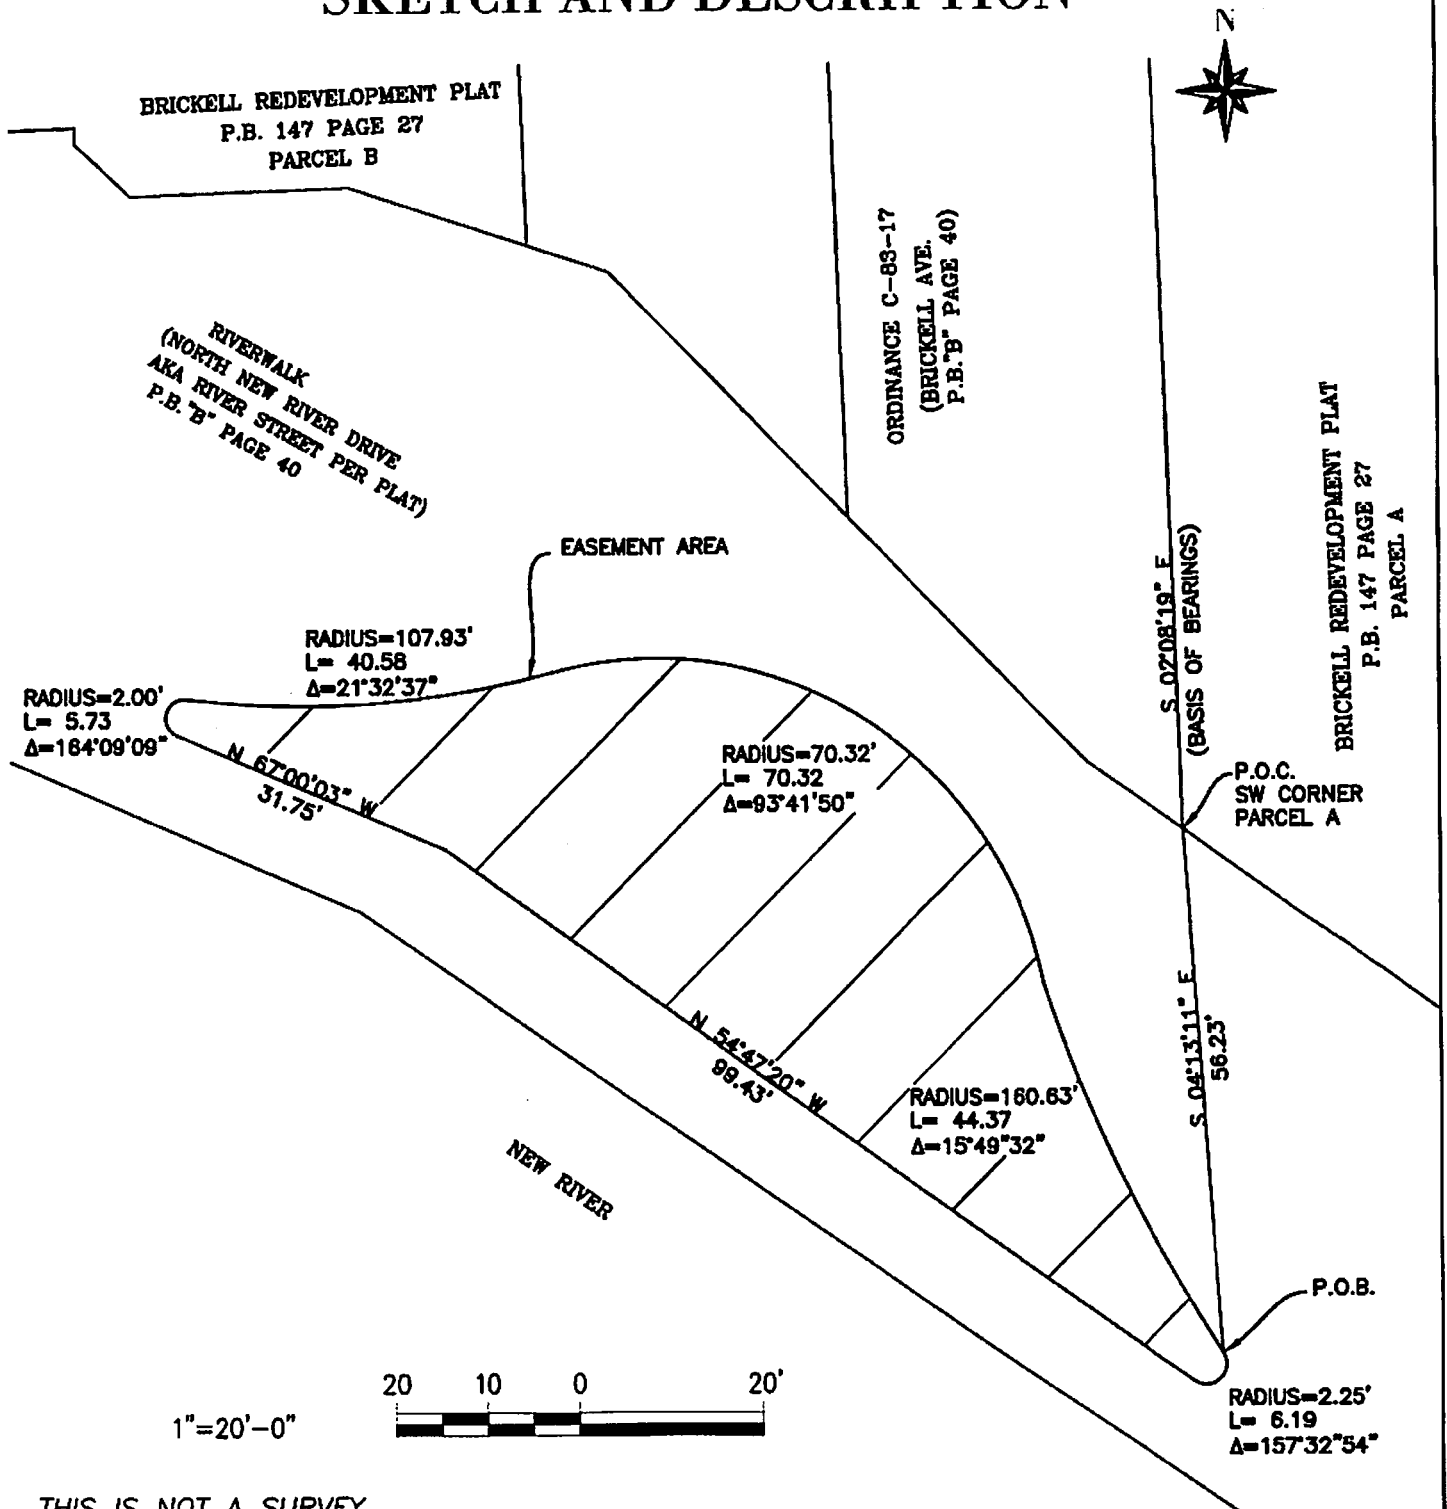 SKETCH AND DESCRIPTION
N
BRICKELL REDEVELOPMENT PLAT
P.B. 147 PAGE 27
PARCEL B
ORDINANCE C-83-17
(BRICKELL AVE.
P.B."B" PAGE 40)
RIVERWALK
(NORTH NEW RIVER DRIVE
AKA RIVER STREET PER PLAT)
P.B. "B" PAGE 40
BRICKELL REDEVELOPMENT PLAT
P.B. 147 PAGE 27
PARCEL A
S 02°08'19" E
(BASIS OF BEARINGS)
EASEMENT AREA
RADIUS=107.93'
L= 40.58
Δ=21°32'37"
RADIUS=2.00'
L= 5.73
Δ=164°09'09"
N 67°00'03" W
31.75'
RADIUS=70.32'
L= 70.32
Δ=93°41'50"
P.O.C.
SW CORNER
PARCEL A
S 04°13'11" E
56.23'
N 54°47'20" W
99.43'
RADIUS=160.63'
L= 44.37
Δ=15°49"32"
NEW RIVER
P.O.B.
RADIUS=2.25'
L= 6.19
Δ=157°32"54"
20 10 0 20'
1"=20'-0"
THIS IS NOT A SURVEY